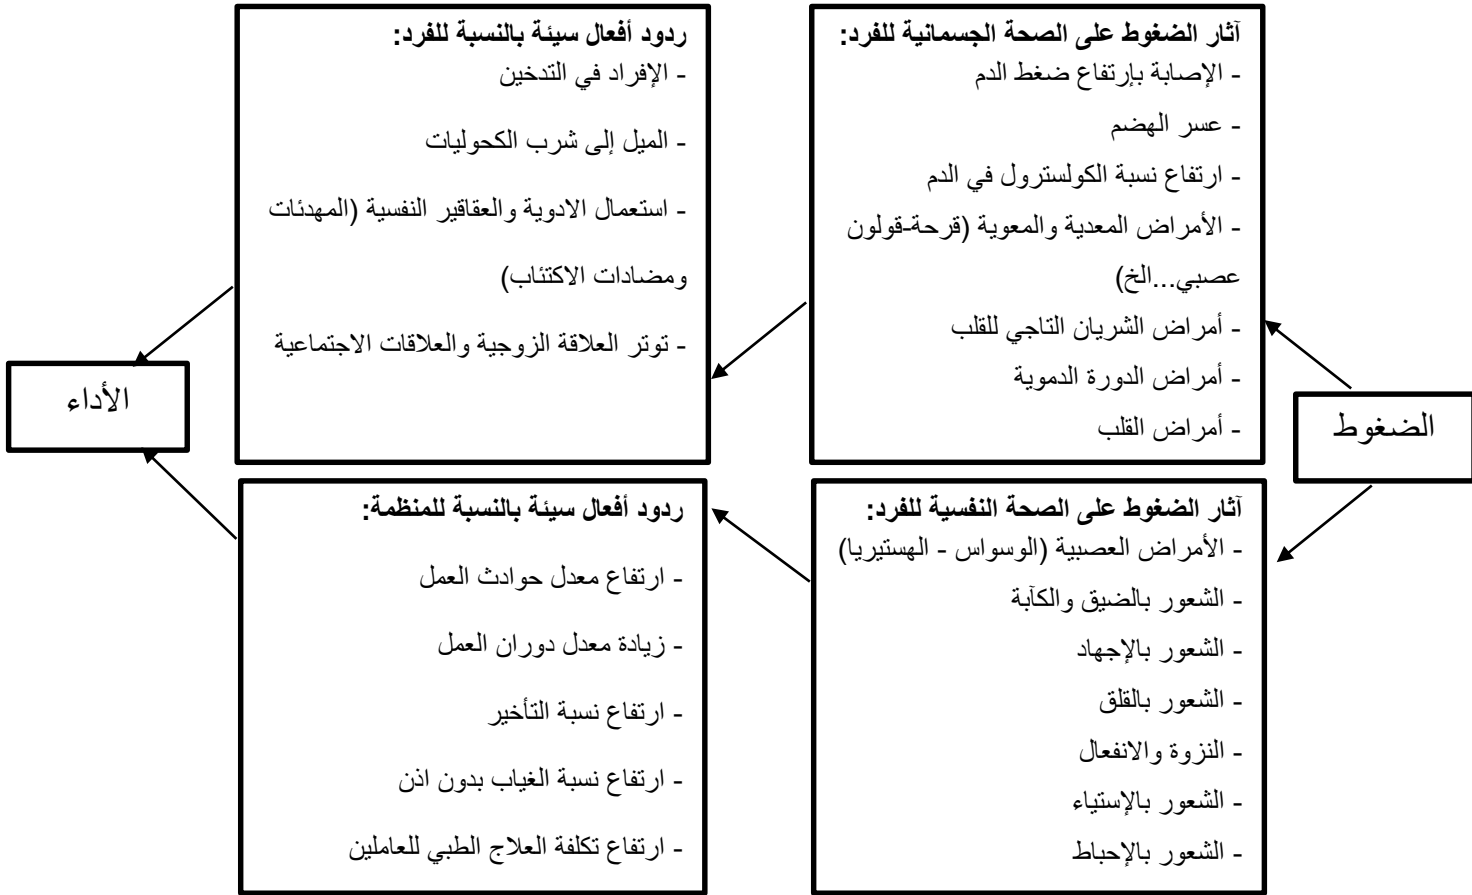 الضغوط
آثار الضغوط على الصحة الجسمانية للفرد:
- الإصابة بإرتفاع ضغط الدم
- عسر الهضم
- ارتفاع نسبة الكولسترول في الدم
- الأمراض المعدية والمعوية (قرحة-قولون
عصبي...الخ)
- أمراض الشريان التاجي للقلب
- أمراض الدورة الدموية
- أمراض القلب
آثار الضغوط على الصحة النفسية للفرد:
- الأمراض العصبية (الوسواس - الهستيريا)
- الشعور بالضيق والكآبة
- الشعور بالإجهاد
- الشعور بالقلق
- النزوة والانفعال
- الشعور بالإستياء
- الشعور بالإحباط
ردود أفعال سيئة بالنسبة للفرد:
- الإفراد في التدخين
- الميل إلى شرب الكحوليات
- استعمال الادوية والعقاقير النفسية (المهدئات
ومضادات الاكتئاب)
- توتر العلاقة الزوجية والعلاقات الاجتماعية
ردود أفعال سيئة بالنسبة للمنظمة:
- ارتفاع معدل حوادث العمل
- زيادة معدل دوران العمل
- ارتفاع نسبة التأخير
- ارتفاع نسبة الغياب بدون اذن
- ارتفاع تكلفة العلاج الطبي للعاملين
الأداء